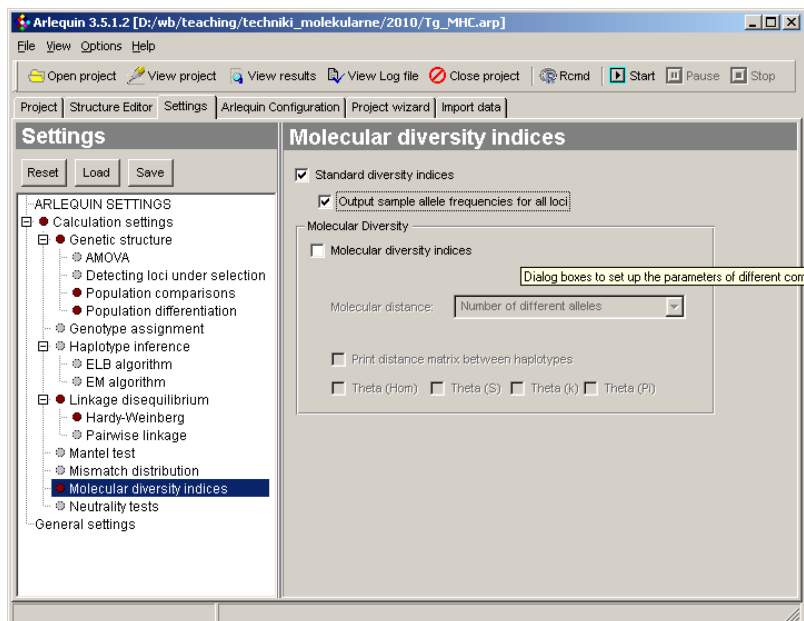 Arlequin 3.5.1.2 [D:/wb/teaching/techniki_molekularne/2010/Tg_MHC.arp]
File View Options Help
Open project View project View results View Log file Close project Rcmd Start Pause Stop
Project Structure Editor Settings Arlequin Configuration Project wizard Import data
Settings
Reset Load Save
ARLEQUIN SETTINGS
Calculation settings
Genetic structure
AMOVA
Detecting loci under selection
Population comparisons
Population differentiation
Genotype assignment
Haplotype inference
ELB algorithm
EM algorithm
Linkage disequilibrium
Hardy-Weinberg
Pairwise linkage
Mantel test
Mismatch distribution
Molecular diversity indices
Neutrality tests
General settings
Molecular diversity indices
Standard diversity indices
Output sample allele frequencies for all loci
Molecular Diversity
Molecular diversity indices
Dialog boxes to set up the parameters of different com
Molecular distance: Number of different alleles
Print distance matrix between haplotypes
Theta (Hom) Theta (S) Theta (k) Theta (Pi)